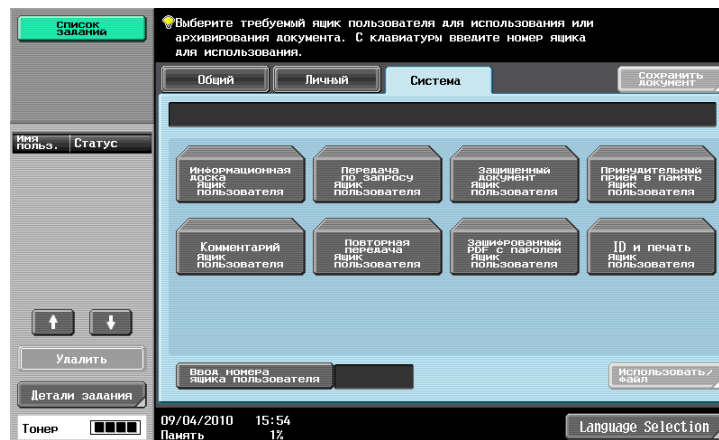 Список
заданий
Выберите требуемый ящик пользователя для использования или
архивирования документа. С клавиатуры введите номер ящика
для использования.
Общий
Личный
Система
Сохранить
документ
Имя
польз.
Статус
Информационная
доска
Ящик
пользователя
Передача
по запросу
Ящик
пользователя
Защищенный
документ
Ящик
пользователя
Принудительный
прием в память
Ящик
пользователя
Комментарий
Ящик
пользователя
Повторная
передача
Ящик
пользователя
Зашифрованный
PDF с паролем
Ящик
пользователя
ID и печать
Ящик
пользователя
Удалить
Детали задания
Ввод номера
ящика пользователя
Использовать/
файл
Тонер
09/04/2010 15:54
Память 1%
Language Selection